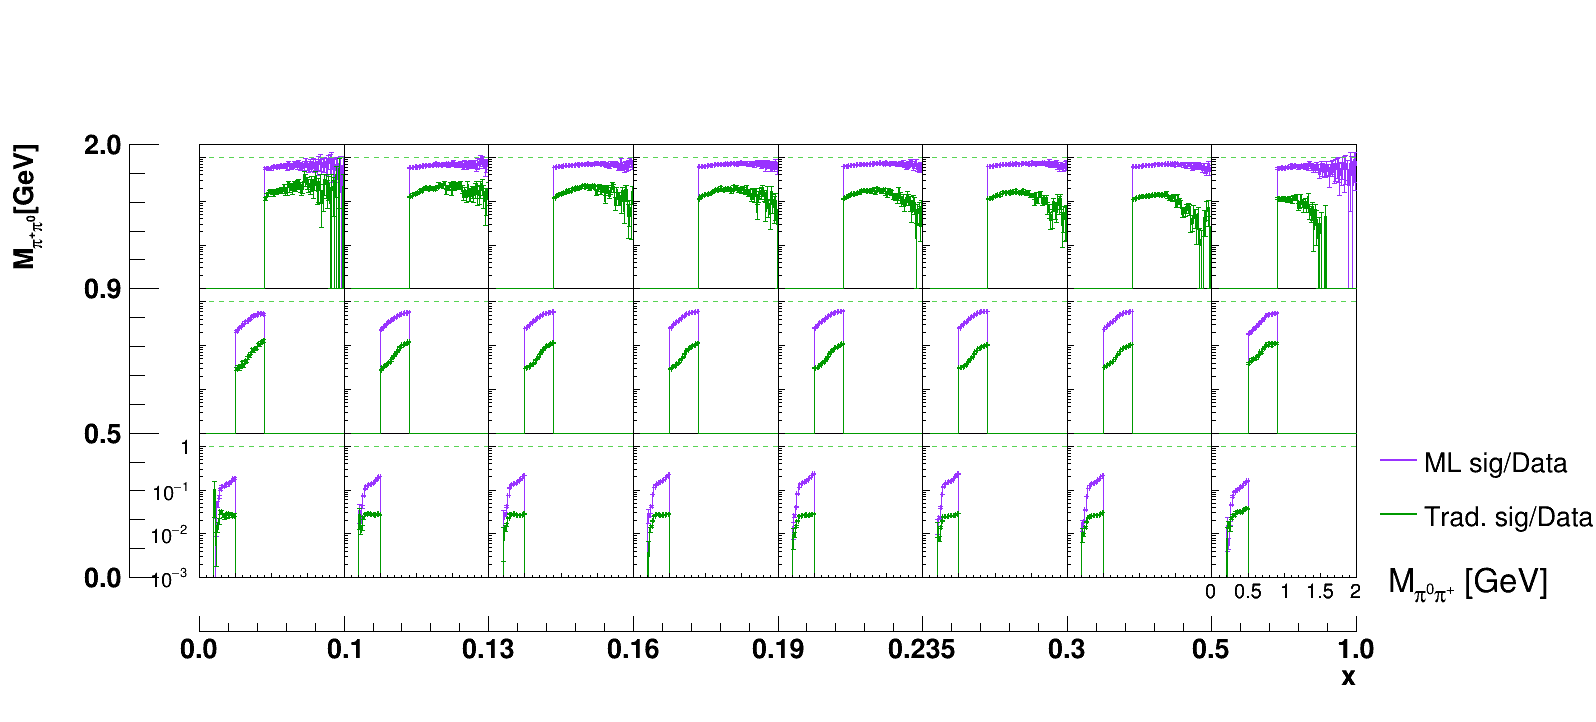 M_{π⁺π⁰}[GeV]
2.0
0.9
0.5
0.0
1
10⁻¹
10⁻²
10⁻³
ML sig/Data
Trad. sig/Data
0 0.5 1 1.5 2
M_{π⁰π⁺} [GeV]
0.0 0.1 0.13 0.16 0.19 0.235 0.3 0.5 1.0
x